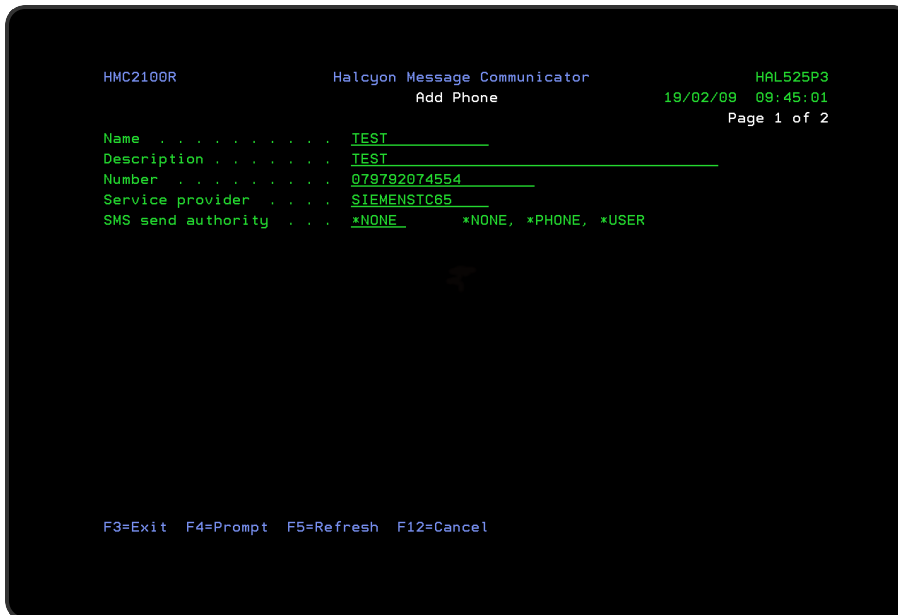 HMC2100R Halcyon Message Communicator HAL525P3
Add Phone 19/02/09 09:45:01
Page 1 of 2
Name . . . . . . . . . . TEST
Description . . . . . . . TEST
Number . . . . . . . . . 079792074554
Service provider . . . . SIEMENSTC65
SMS send authority . . . *NONE *NONE, *PHONE, *USER
F3=Exit F4=Prompt F5=Refresh F12=Cancel